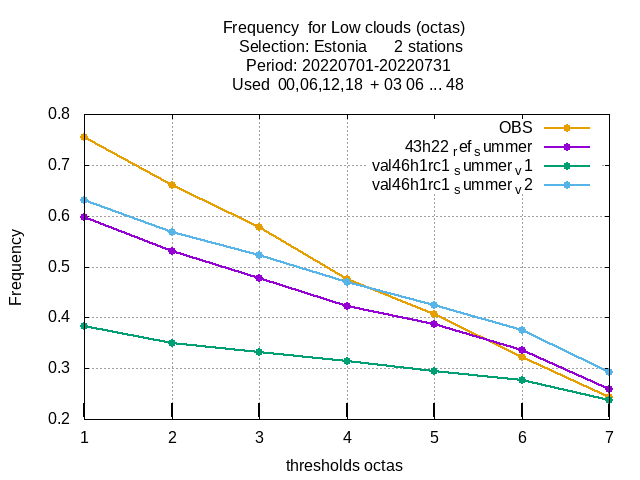 Frequency for Low clouds (octas)
Selection: Estonia 2 stations
Period: 20220701-20220731
Used 00,06,12,18 + 03 06 ... 48
0.8
0.7
0.6
0.5
0.4
0.3
0.2
Frequency
OBS
43h22 ref summer
val46h1rc1 summer v1
val46h1rc1 summer v2
1 2 3 4 5 6 7
thresholds octas